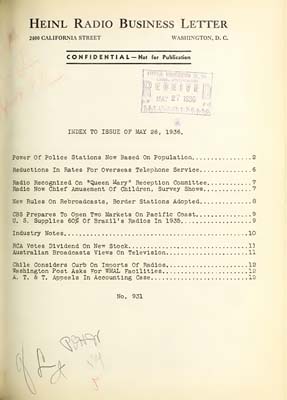 HEINL RADIO BUSINESS LETTER
2400 CALIFORNIA STREET WASHINGTON, D. C.
CONFIDENTIAL—Not for Publication
MAY 27 1936
INDEX TO ISSUE OF MAY 26, 1936.
Power Of Police Stations Now Based On Population...............2
Reductions In Rates For Overseas Telephone Service.............6
Radio Recognized On "Queen Mary" Reception Committee...........7
Radio Now Chief Amusement Of Children, Survey Shows............7
New Rules On Rebroadcasts, Border Stations Adopted.............8
CBS Prepares To Open Two Markets On Pacific Coast..............9
U. S. Supplies 60% Of Brazil's Radios In 1935..................9
Industry Notes................................................10
RCA Votes Dividend On New Stock...............................11
Australian Broadcasts Views On Television.....................11
Chile Considers Curb On Imports Of Radios.....................12
Washington Post Asks For WMAL Facilities......................12
A. T. & T. Appeals In Accounting Case.........................12
No. 931